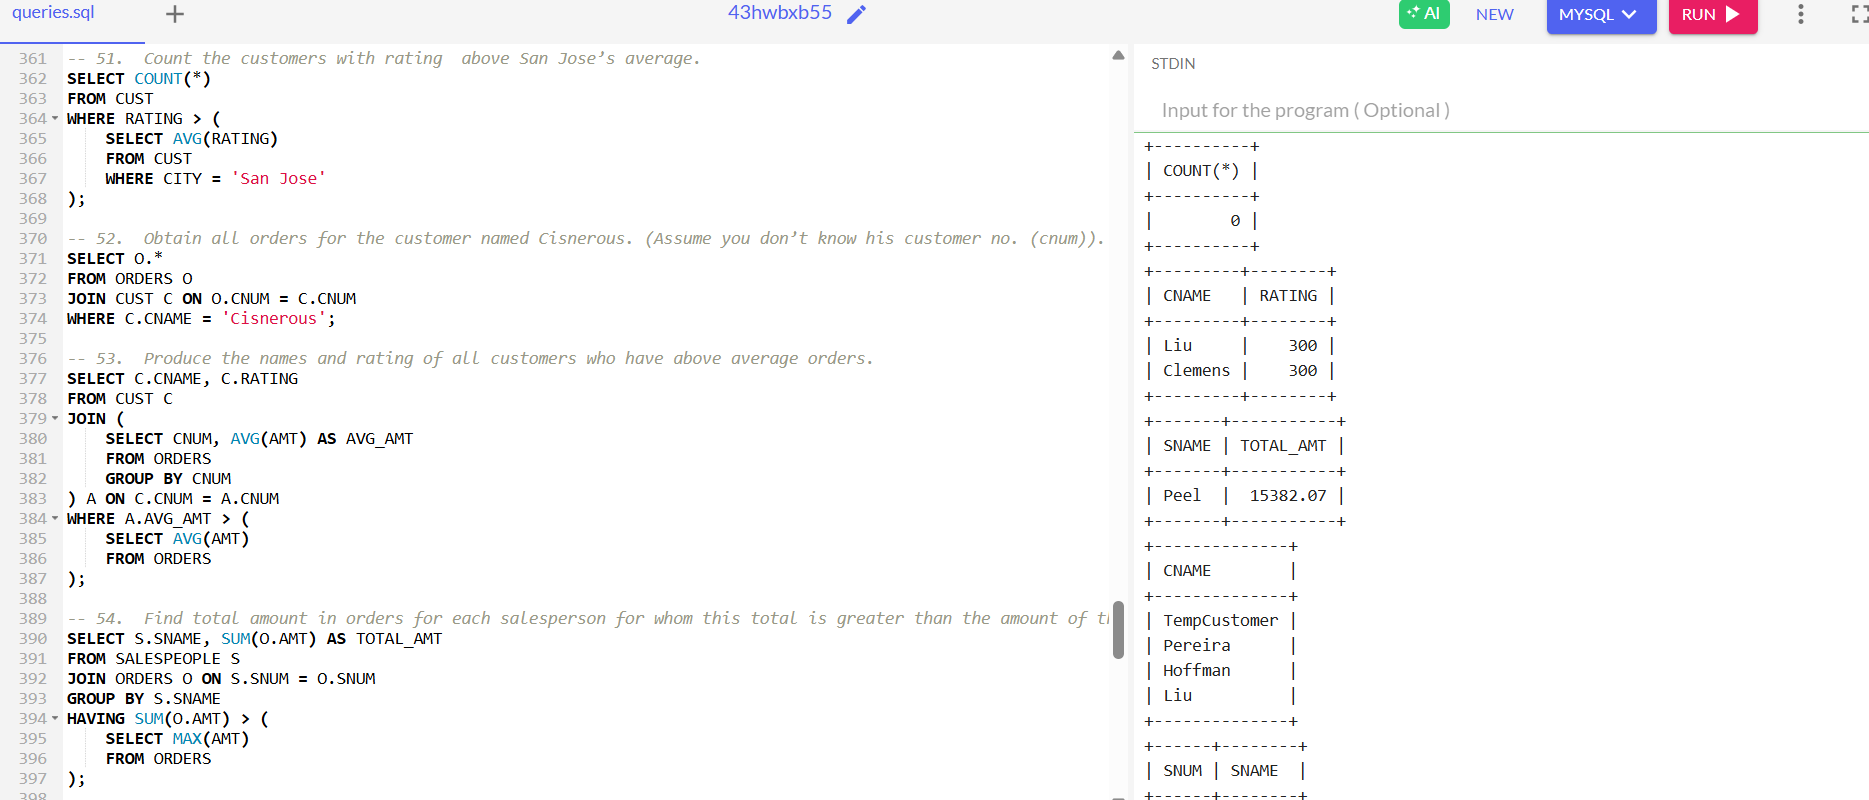 queries.sql
+
43hwbxb55
AI
NEW
MYSQL
RUN
361 -- 51.  Count the customers with rating  above San Jose’s average.
362 SELECT COUNT(*)
363 FROM CUST
364 WHERE RATING > (
365     SELECT AVG(RATING)
366     FROM CUST
367     WHERE CITY = 'San Jose'
368 );
369
370 -- 52.  Obtain all orders for the customer named Cisnerous. (Assume you don’t know his customer no. (cnum)).
371 SELECT O.*
372 FROM ORDERS O
373 JOIN CUST C ON O.CNUM = C.CNUM
374 WHERE C.CNAME = 'Cisnerous';
375
376 -- 53.  Produce the names and rating of all customers who have above average orders.
377 SELECT C.CNAME, C.RATING
378 FROM CUST C
379 JOIN (
380     SELECT CNUM, AVG(AMT) AS AVG_AMT
381     FROM ORDERS
382     GROUP BY CNUM
383 ) A ON C.CNUM = A.CNUM
384 WHERE A.AVG_AMT > (
385     SELECT AVG(AMT)
386     FROM ORDERS
387 );
388
389 -- 54.  Find total amount in orders for each salesperson for whom this total is greater than the amount of
390 SELECT S.SNAME, SUM(O.AMT) AS TOTAL_AMT
391 FROM SALESPEOPLE S
392 JOIN ORDERS O ON S.SNUM = O.SNUM
393 GROUP BY S.SNAME
394 HAVING SUM(O.AMT) > (
395     SELECT MAX(AMT)
396     FROM ORDERS
397 );
398
STDIN
Input for the program ( Optional )
+----------+
| COUNT(*) |
+----------+
|        0 |
+----------+
+---------+--------+
| CNAME   | RATING |
+---------+--------+
| Liu     |    300 |
| Clemens |    300 |
+---------+--------+
+-------+-----------+
| SNAME | TOTAL_AMT |
+-------+-----------+
| Peel  |  15382.07 |
+-------+-----------+
+--------------+
| CNAME        |
+--------------+
| TempCustomer |
| Pereira      |
| Hoffman      |
| Liu          |
+--------------+
+------+--------+
| SNUM | SNAME  |
+------+--------+